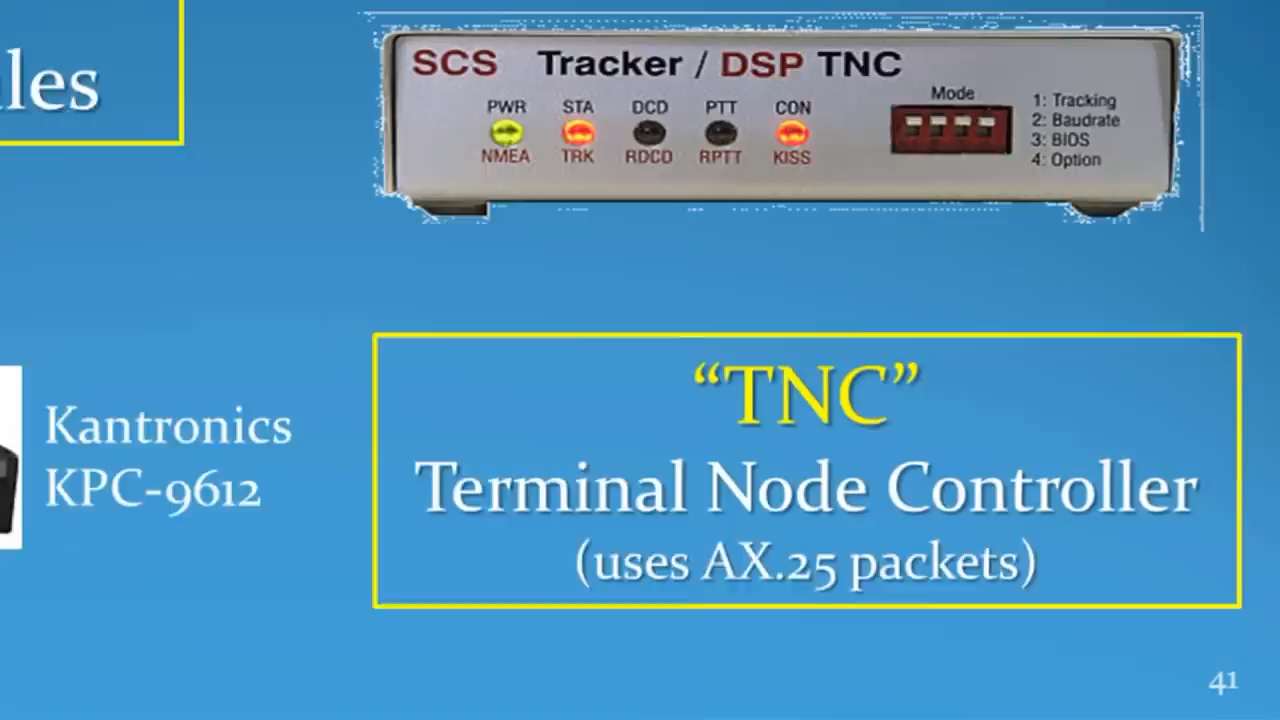 SCS Tracker / DSP TNC
PWR STA DCD PTT CON
NMEA TRK RDCD RPTT KISS
Mode
1: Tracking
2: Baudrate
3: BIOS
4: Option
Kantronics
KPC-9612
“TNC”
Terminal Node Controller
(uses AX.25 packets)
41